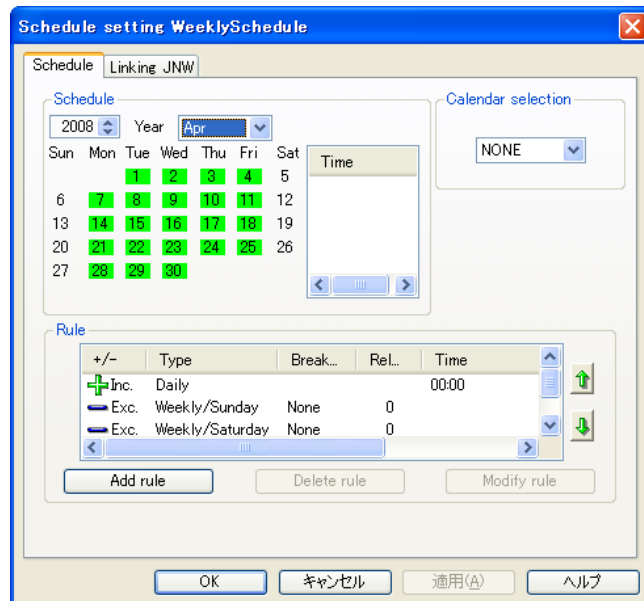 Schedule setting WeeklySchedule
Schedule Linking JNW
Schedule
Calendar selection
2008 Year Apr
NONE
Sun Mon Tue Wed Thu Fri Sat
Time
1 2 3 4 5
6 7 8 9 10 11 12
13 14 15 16 17 18 19
20 21 22 23 24 25 26
27 28 29 30
Rule
+/- Type Break... Rel... Time
Inc. Daily 00:00
Exc. Weekly/Sunday None 0
Exc. Weekly/Saturday None 0
Add rule Delete rule Modify rule
OK キャンセル 適用(A) ヘルプ